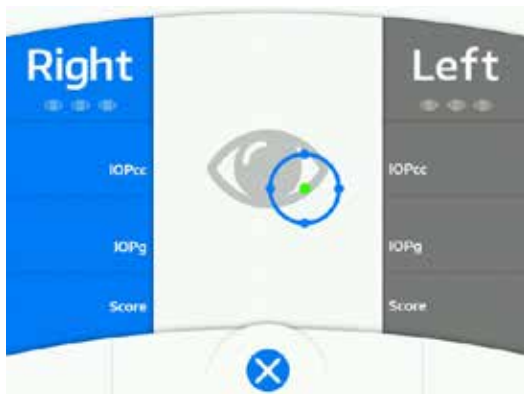 Right
Left
IOPcc
IOPcc
IOPg
IOPg
Score
Score